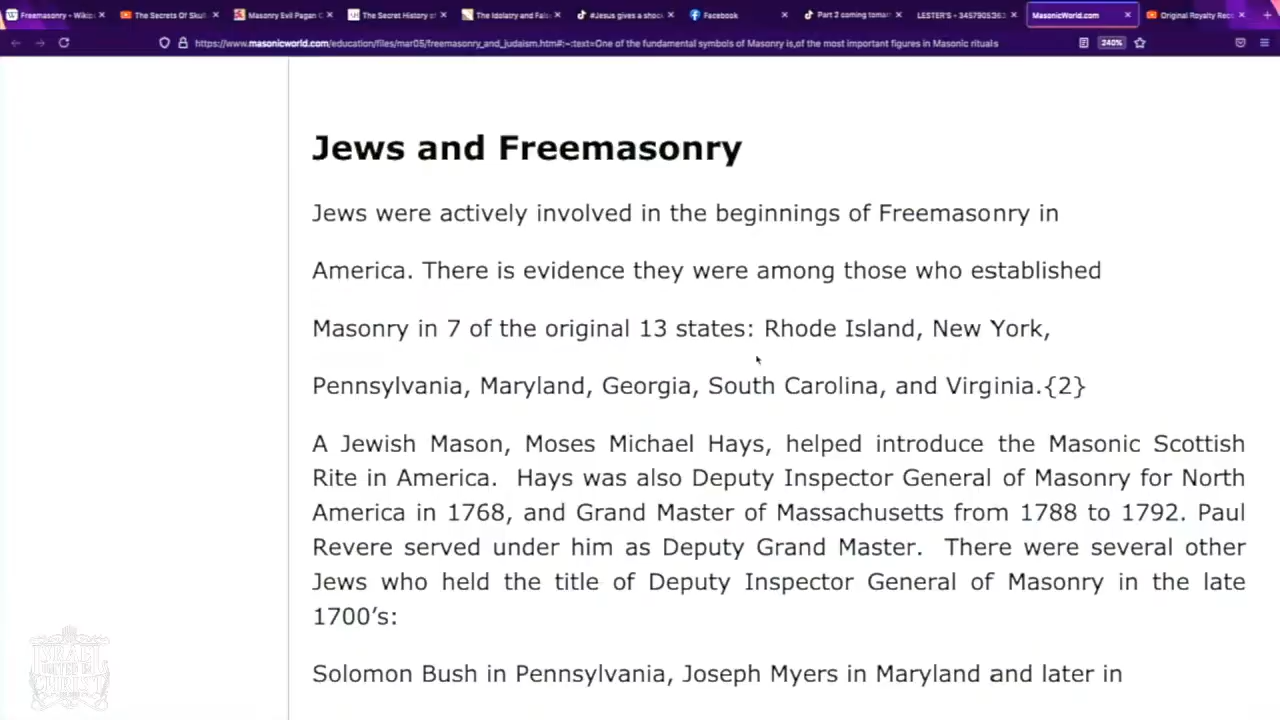 Freemasonry - Wiki
The Secrets Of Skul
Masonry Evil Pagan C
The Secret History of
The Idolatry and Fals
#Jesus gives a shock
Facebook
Part 2 coming tomar
LESTER'S - 3457905363
MasonicWorld.com
Original Royalty Rec
https://www.masonicworld.com/education/files/mar05/freemasonry_and_judaism.htm#:~:text=One of the fundamental symbols of Masonry is,of the most important figures in Masonic rituals
240%
Jews and Freemasonry
Jews were actively involved in the beginnings of Freemasonry in
America. There is evidence they were among those who established
Masonry in 7 of the original 13 states: Rhode Island, New York,
Pennsylvania, Maryland, Georgia, South Carolina, and Virginia.{2}
A Jewish Mason, Moses Michael Hays, helped introduce the Masonic Scottish
Rite in America. Hays was also Deputy Inspector General of Masonry for North
America in 1768, and Grand Master of Massachusetts from 1788 to 1792. Paul
Revere served under him as Deputy Grand Master. There were several other
Jews who held the title of Deputy Inspector General of Masonry in the late
1700's:
Solomon Bush in Pennsylvania, Joseph Myers in Maryland and later in
ISRAEL
UNITED IN
CHRIST